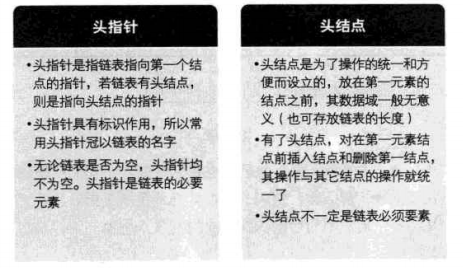 头指针
•头指针是指链表指向第一个结
点的指针，若链表有头结点，
则是指向头结点的指针
•头指针具有标识作用，所以常
用头指针冠以链表的名字
•无论链表是否为空，头指针均
不为空。头指针是链表的必要
元素
头结点
•头结点是为了操作的统一和方
便而设立的，放在第一元素的
结点之前，其数据域一般无意
义（也可存放链表的长度）
•有了头结点，对在第一元素结
点前插入结点和删除第一结点，
其操作与其它结点的操作就统
一了
•头结点不一定是链表必须要素